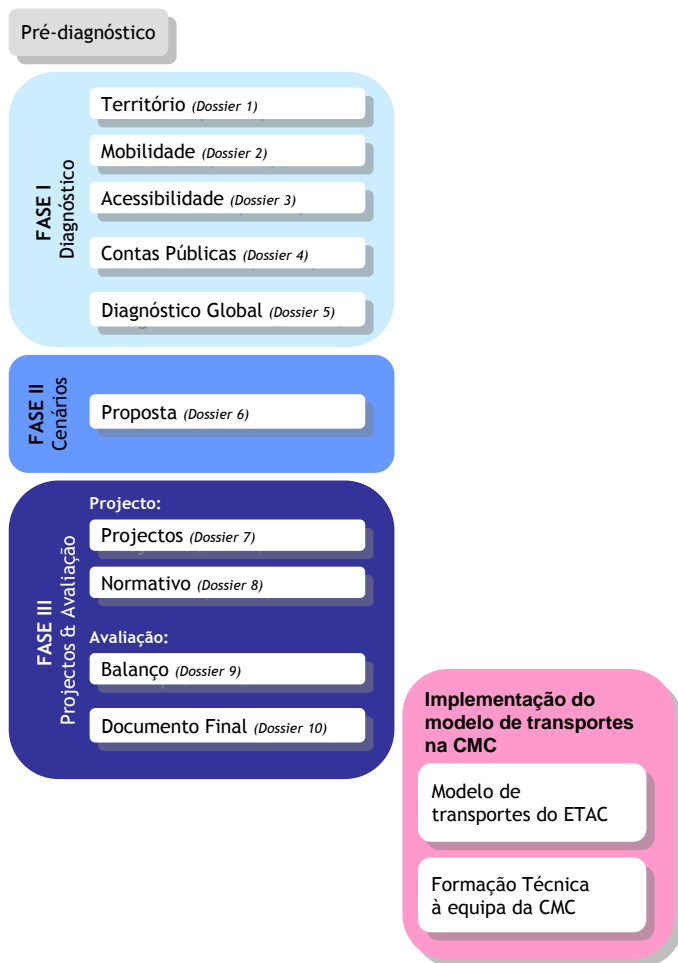 Pré-diagnóstico
FASE I
Diagnóstico
Território (Dossier 1)
Mobilidade (Dossier 2)
Acessibilidade (Dossier 3)
Contas Públicas (Dossier 4)
Diagnóstico Global (Dossier 5)
FASE II
Cenários
Proposta (Dossier 6)
FASE III
Projectos & Avaliação
Projecto:
Projectos (Dossier 7)
Normativo (Dossier 8)
Avaliação:
Balanço (Dossier 9)
Documento Final (Dossier 10)
Implementação do
modelo de transportes
na CMC
Modelo de
transportes do ETAC
Formação Técnica
à equipa da CMC